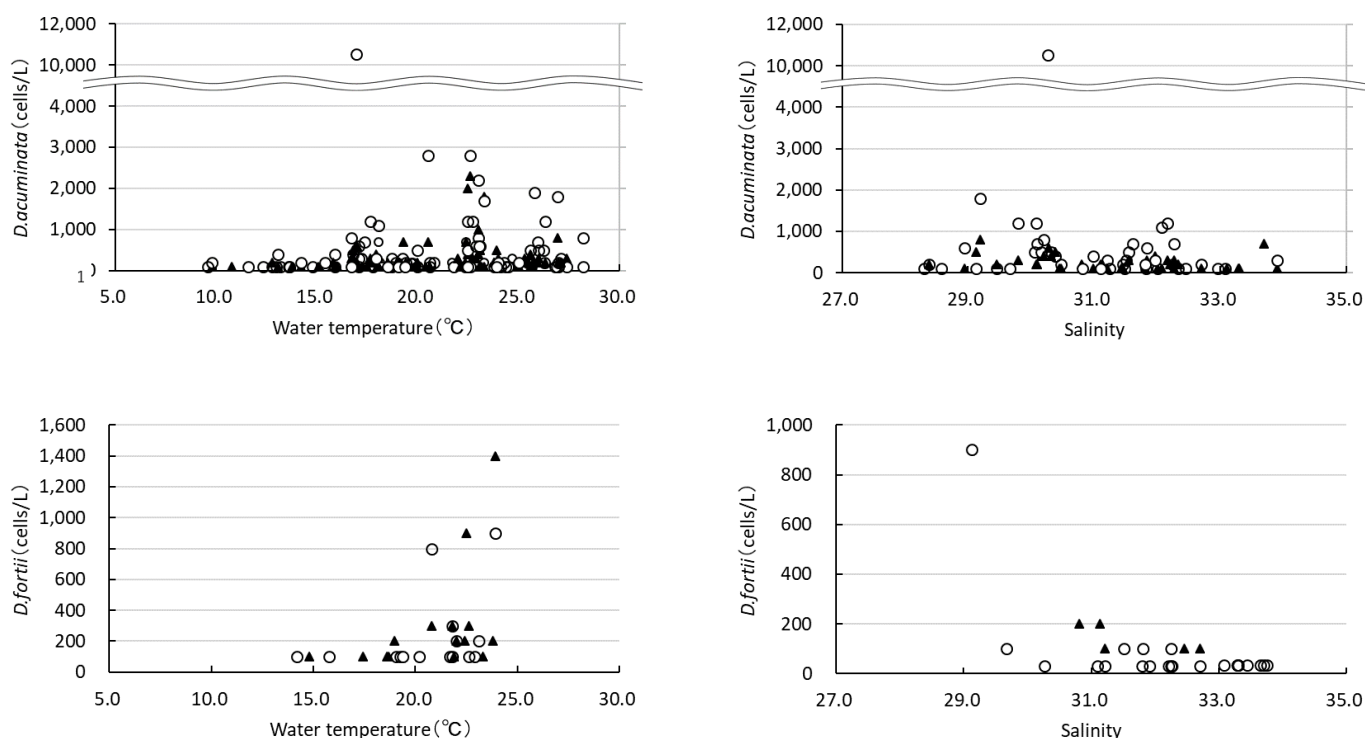 12,000
10,000
4,000
3,000
2,000
1,000
5.0 10.0 15.0 20.0 25.0 30.0
Water temperature(℃)
D.acuminata(cells/L)
12,000
10,000
4,000
3,000
2,000
1,000
0
27.0 29.0 31.0 33.0 35.0
Salinity
D.acuminata(cells/L)
1,600
1,400
1,200
1,000
800
600
400
200
0
5.0 10.0 15.0 20.0 25.0 30.0
Water temperature(℃)
D.fortii(cells/L)
1,000
800
600
400
200
0
27.0 29.0 31.0 33.0 35.0
Salinity
D.fortii(cells/L)